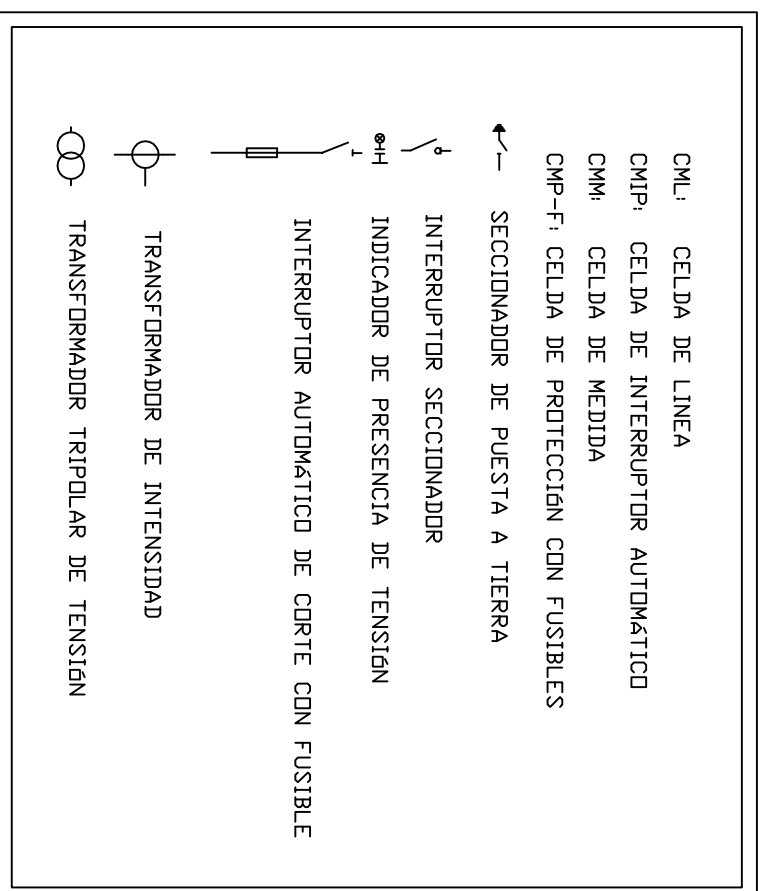 CML: CELDA DE LINEA
CMIP: CELDA DE INTERRUPTOR AUTOMÁTICO
CMM: CELDA DE MEDIDA
CMP-F: CELDA DE PROTECCIÓN CON FUSIBLES
SECCIONADOR DE PUESTA A TIERRA
INTERRUPTOR SECCIONADOR
INDICADOR DE PRESENCIA DE TENSIÓN
INTERRUPTOR AUTOMÁTICO DE CORTE CON FUSIBLE
TRANSFORMADOR DE INTENSIDAD
TRANSFORMADOR TRIPOLAR DE TENSIÓN